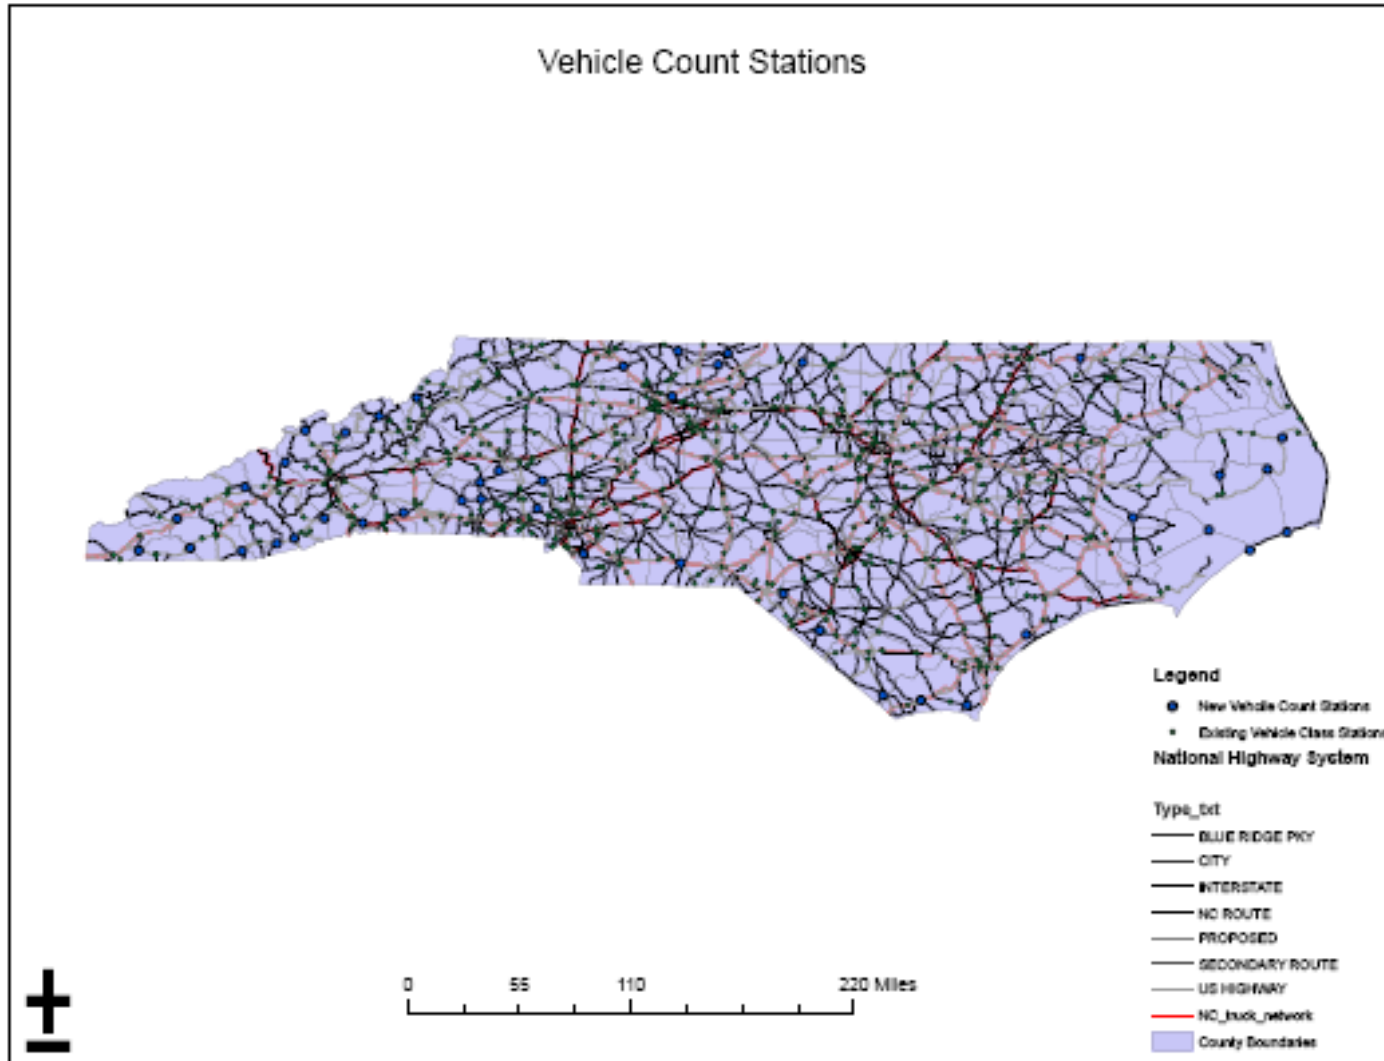 Vehicle Count Stations
Legend
New Vehcile Count Stations
Existing Vehicle Class Stations
National Highway System
Type_txt
BLUE RIDGE PKY
CITY
INTERSTATE
NC ROUTE
PROPOSED
SECONDARY ROUTE
US HIGHWAY
NC_truck_network
County Boundaries
0 55 110 220 Miles